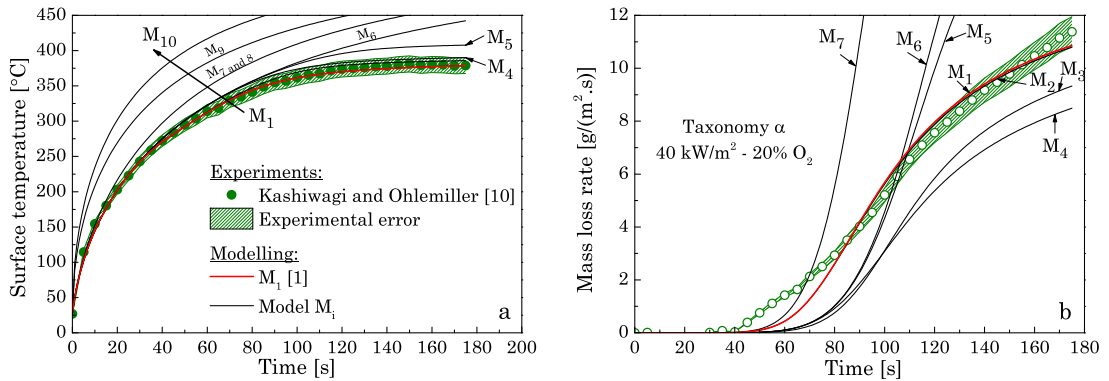 a
450
400
350
300
250
200
150
100
50
0
Surface temperature [°C]
M10
M9
M7 and 8
M6
M5
M4
M1
Experiments:
Kashiwagi and Ohlemiller [10]
Experimental error
Modelling:
M1 [1]
Model Mi
a
0 20 40 60 80 100 120 140 160 180 200
Time [s]
b
12
10
8
6
4
2
0
Mass loss rate [g/(m².s)]
M7
M6
M5
M1
M2
M3
M4
Taxonomy α
40 kW/m² - 20% O2
b
0 20 40 60 80 100 120 140 160 180
Time [s]